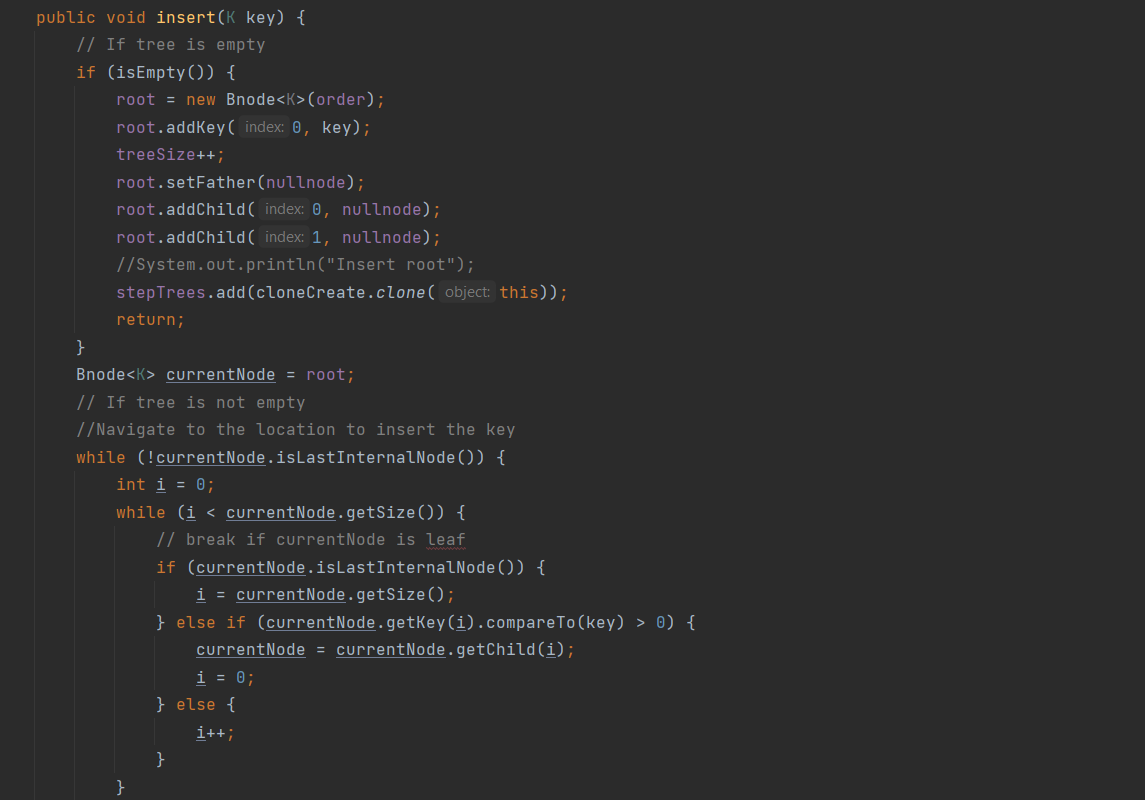 public void insert(K key) {
// If tree is empty
if (isEmpty()) {
root = new Bnode<K>(order);
root.addKey( index: 0, key);
treeSize++;
root.setFather(nullnode);
root.addChild( index: 0, nullnode);
root.addChild( index: 1, nullnode);
//System.out.println("Insert root");
stepTrees.add(cloneCreate.clone( object: this));
return;
}
Bnode<K> currentNode = root;
// If tree is not empty
//Navigate to the location to insert the key
while (!currentNode.isLastInternalNode()) {
int i = 0;
while (i < currentNode.getSize()) {
// break if currentNode is leaf
if (currentNode.isLastInternalNode()) {
i = currentNode.getSize();
} else if (currentNode.getKey(i).compareTo(key) > 0) {
currentNode = currentNode.getChild(i);
i = 0;
} else {
i++;
}
}